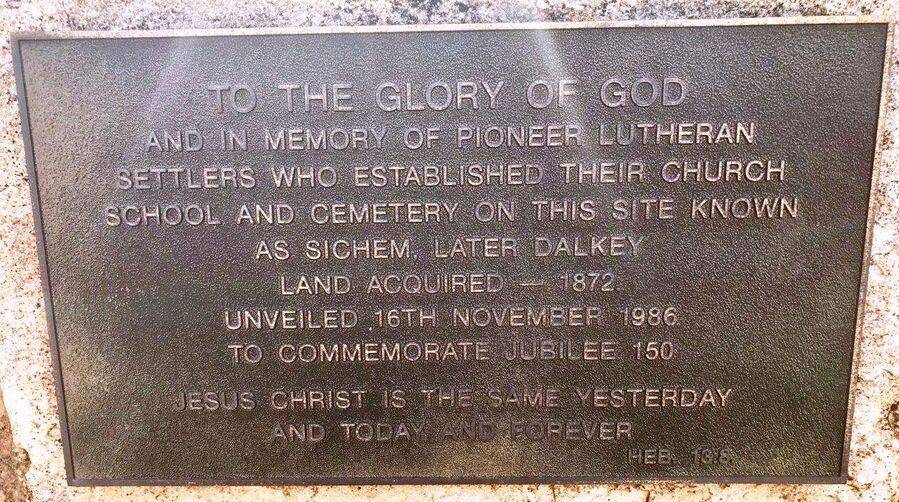 TO THE GLORY OF GOD
AND IN MEMORY OF PIONEER LUTHERAN
SETTLERS WHO ESTABLISHED THEIR CHURCH
SCHOOL AND CEMETERY ON THIS SITE KNOWN
AS SICHEM, LATER DALKEY
LAND ACQUIRED — 1872.
UNVEILED 16TH NOVEMBER 1986
TO COMMEMORATE JUBILEE 150
JESUS CHRIST IS THE SAME YESTERDAY
AND TODAY AND FOREVER
HEB. 13:8